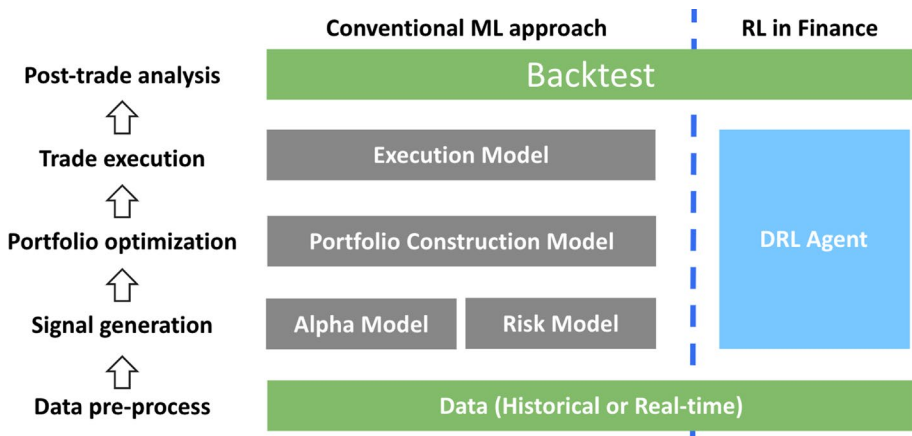 Conventional ML approach RL in Finance
Post-trade analysis Backtest
Trade execution Execution Model
Portfolio optimization Portfolio Construction Model DRL Agent
Signal generation Alpha Model Risk Model
Data pre-process Data (Historical or Real-time)